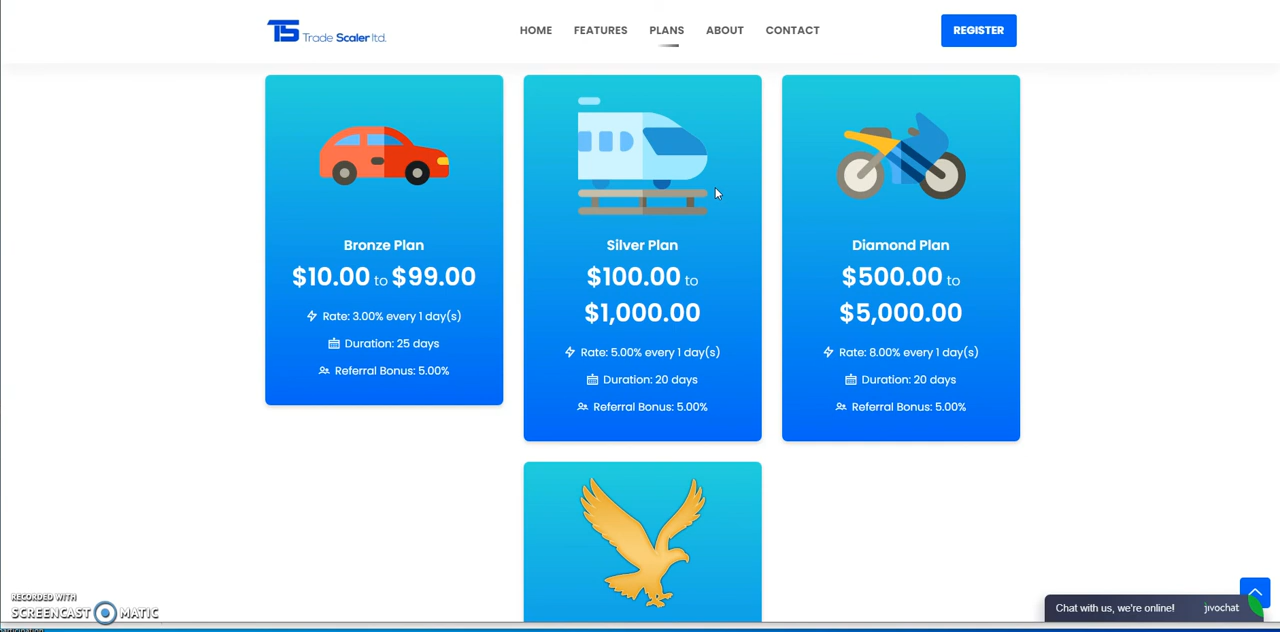 TS Trade Scaler ltd.
HOME FEATURES PLANS ABOUT CONTACT
REGISTER
Bronze Plan
$10.00 to $99.00
Rate: 3.00% every 1 day(s)
Duration: 25 days
Referral Bonus: 5.00%
Silver Plan
$100.00 to
$1,000.00
Rate: 5.00% every 1 day(s)
Duration: 20 days
Referral Bonus: 5.00%
Diamond Plan
$500.00 to
$5,000.00
Rate: 8.00% every 1 day(s)
Duration: 20 days
Referral Bonus: 5.00%
RECORDED WITH
SCREENCAST MATIC
Chat with us, we're online! jivochat